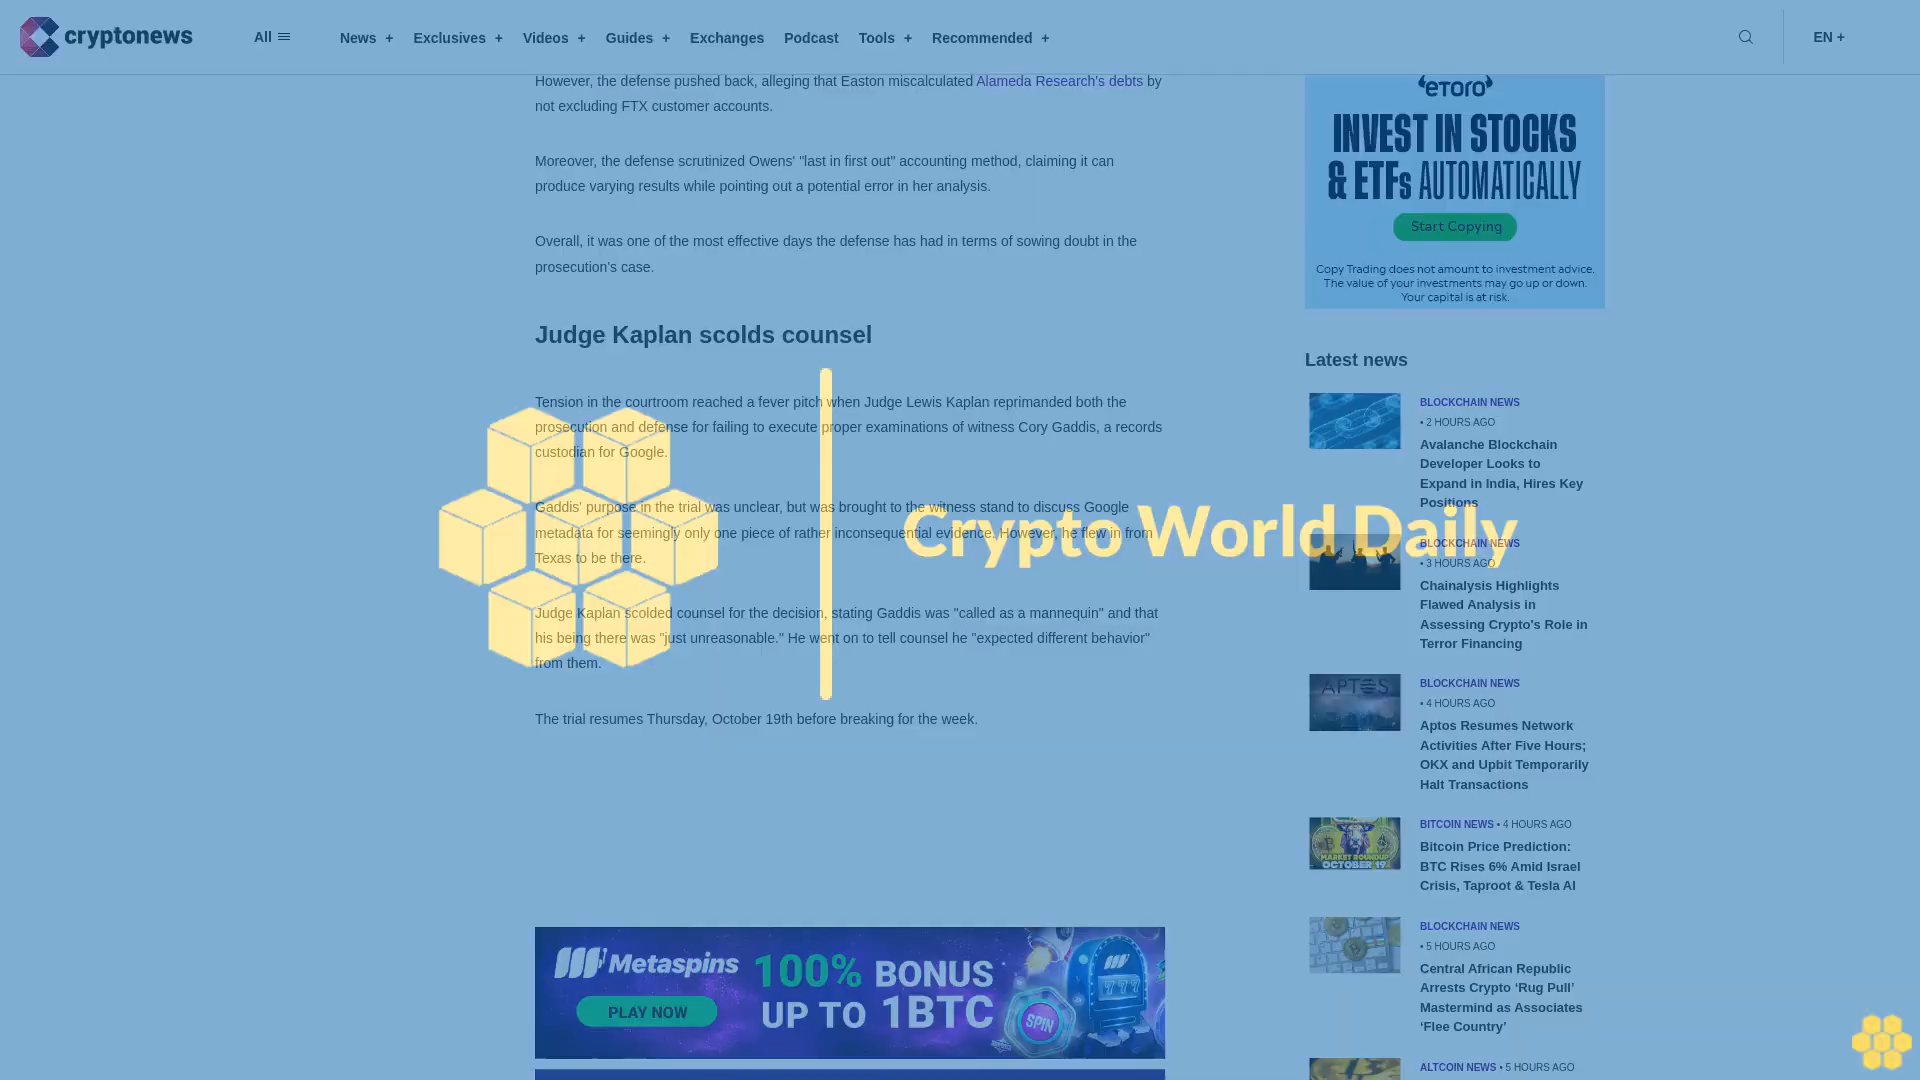 cryptonews
All
News + Exclusives + Videos + Guides + Exchanges Podcast Tools + Recommended +
EN +
However, the defense pushed back, alleging that Easton miscalculated Alameda Research's debts by
not excluding FTX customer accounts.
Moreover, the defense scrutinized Owens' "last in first out" accounting method, claiming it can
produce varying results while pointing out a potential error in her analysis.
Overall, it was one of the most effective days the defense has had in terms of sowing doubt in the
prosecution's case.
Judge Kaplan scolds counsel
Tension in the courtroom reached a fever pitch when Judge Lewis Kaplan reprimanded both the
prosecution and defense for failing to execute proper examinations of witness Cory Gaddis, a records
custodian for Google.
Gaddis' purpose in the trial was unclear, but was brought to the witness stand to discuss Google
metadata for seemingly only one piece of rather inconsequential evidence. However, he flew in from
Texas to be there.
Judge Kaplan scolded counsel for the decision, stating Gaddis was "called as a mannequin" and that
his being there was "just unreasonable." He went on to tell counsel he "expected different behavior"
from them.
The trial resumes Thursday, October 19th before breaking for the week.
Crypto World Daily
Metaspins
100% BONUS
UP TO 1BTC
PLAY NOW
777
SPIN
eToro
INVEST IN STOCKS
& ETFs AUTOMATICALLY
Start Copying
Copy Trading does not amount to investment advice.
The value of your investments may go up or down.
Your capital is at risk.
Latest news
BLOCKCHAIN NEWS
• 2 HOURS AGO
Avalanche Blockchain
Developer Looks to
Expand in India, Hires Key
Positions
BLOCKCHAIN NEWS
• 3 HOURS AGO
Chainalysis Highlights
Flawed Analysis in
Assessing Crypto's Role in
Terror Financing
APTOS
BLOCKCHAIN NEWS
• 4 HOURS AGO
Aptos Resumes Network
Activities After Five Hours;
OKX and Upbit Temporarily
Halt Transactions
MARKET ROUNDUP
OCTOBER 19
BITCOIN NEWS • 4 HOURS AGO
Bitcoin Price Prediction:
BTC Rises 6% Amid Israel
Crisis, Taproot & Tesla AI
BLOCKCHAIN NEWS
• 5 HOURS AGO
Central African Republic
Arrests Crypto ‘Rug Pull’
Mastermind as Associates
‘Flee Country’
ALTCOIN NEWS • 5 HOURS AGO